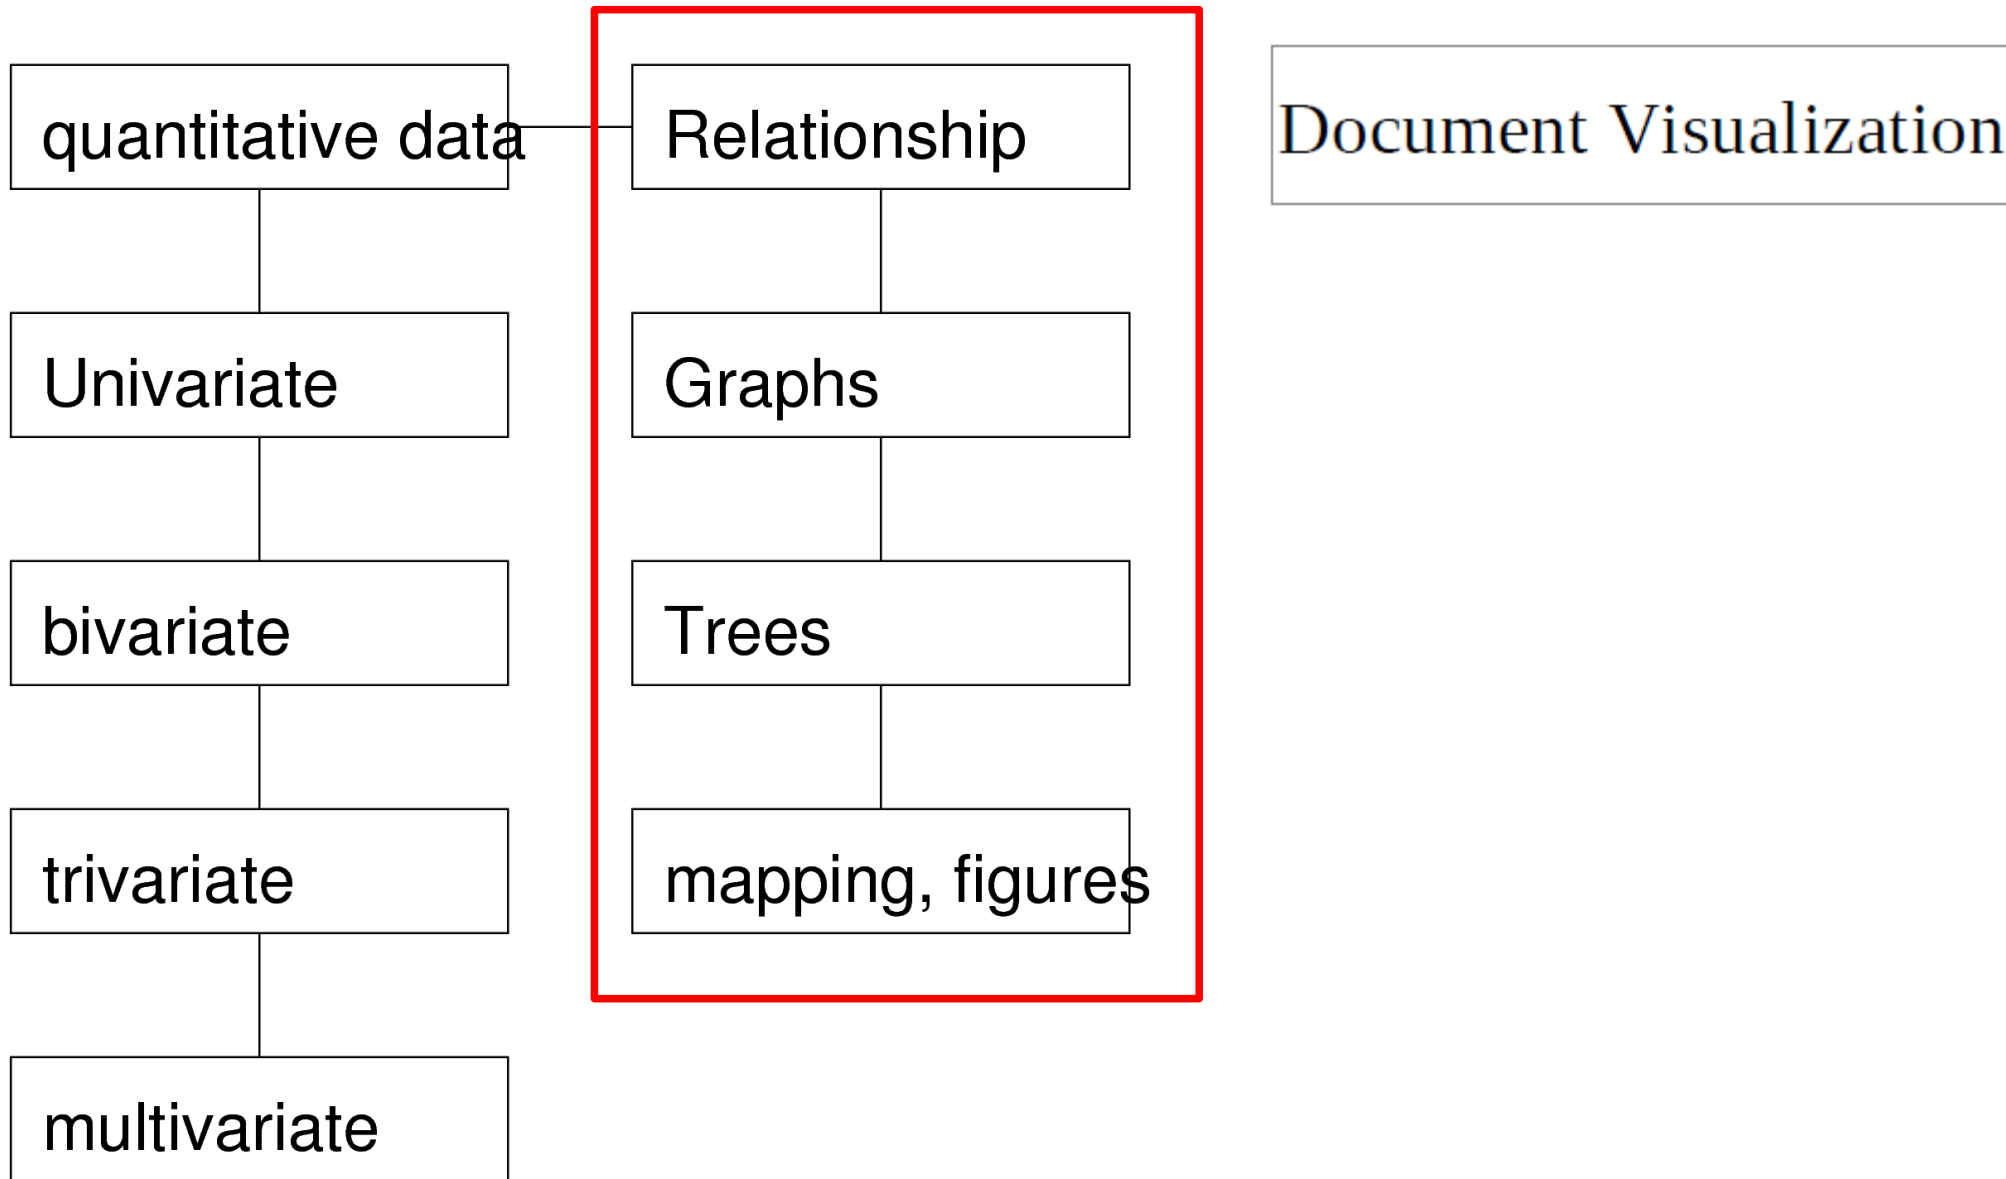 quantitative data
Relationship
Document Visualization
Univariate
Graphs
bivariate
Trees
trivariate
mapping, figures
multivariate